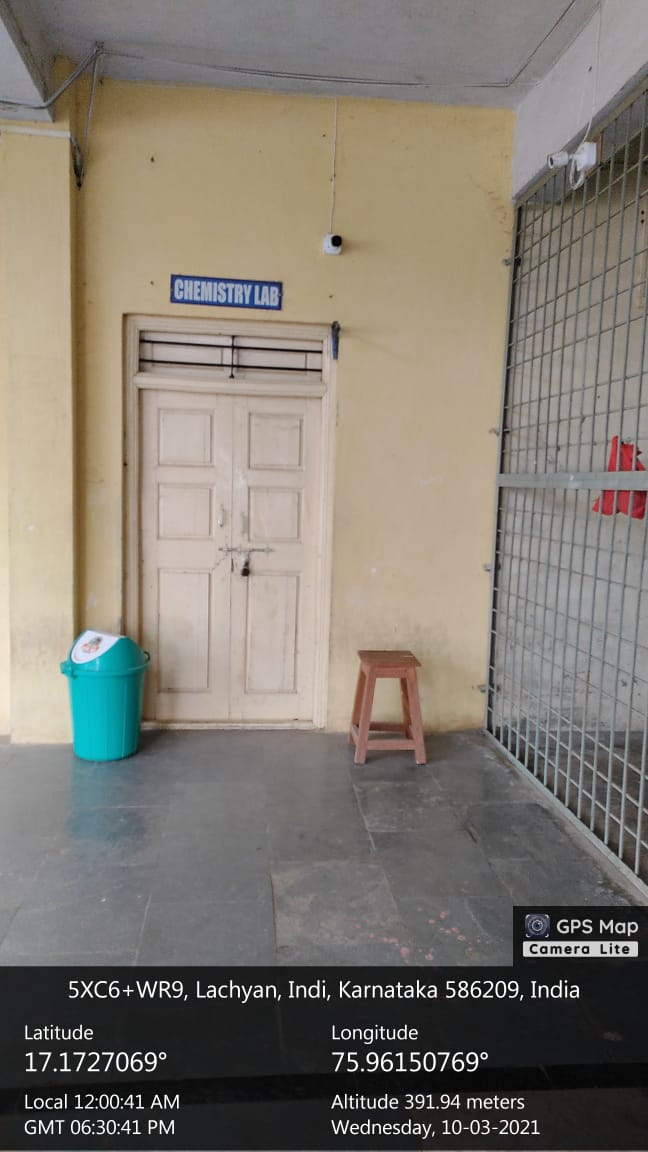 CHEMISTRY LAB
GPS Map
Camera Lite
5XC6+WR9, Lachyan, Indi, Karnataka 586209, India
Latitude
17.1727069°
Longitude
75.96150769°
Local 12:00:41 AM
GMT 06:30:41 PM
Altitude 391.94 meters
Wednesday, 10-03-2021